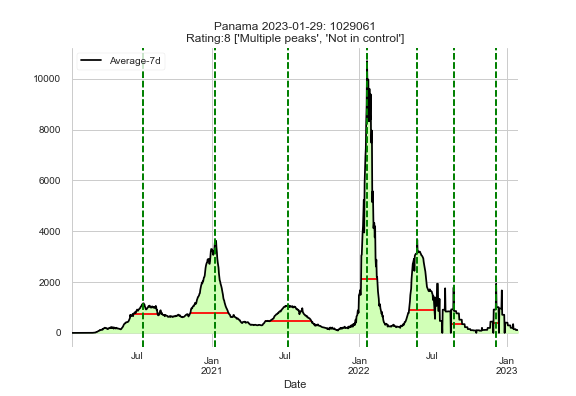 Panama 2023-01-29: 1029061
Rating:8 ['Multiple peaks', 'Not in control']
Average-7d
10000
8000
6000
4000
2000
0
Jul
Jan
2021
Jul
Jan
2022
Jul
Jan
2023
Date